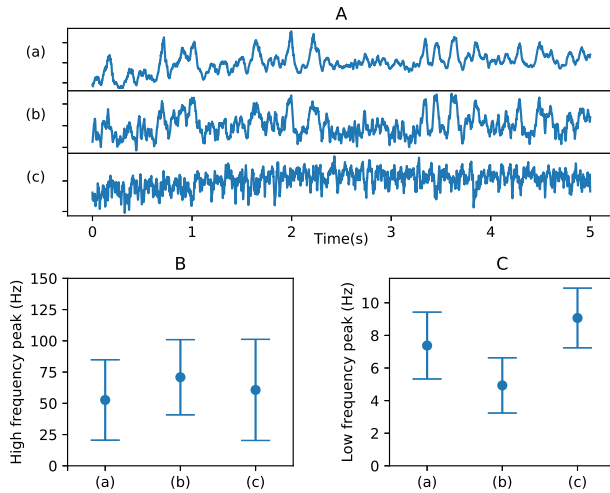 A
(a)
(b)
(c)
0 1 2 3 4 5
Time(s)
B
High frequency peak (Hz)
150
125
100
75
50
25
0
(a) (b) (c)
C
Low frequency peak (Hz)
10
8
6
4
2
0
(a) (b) (c)